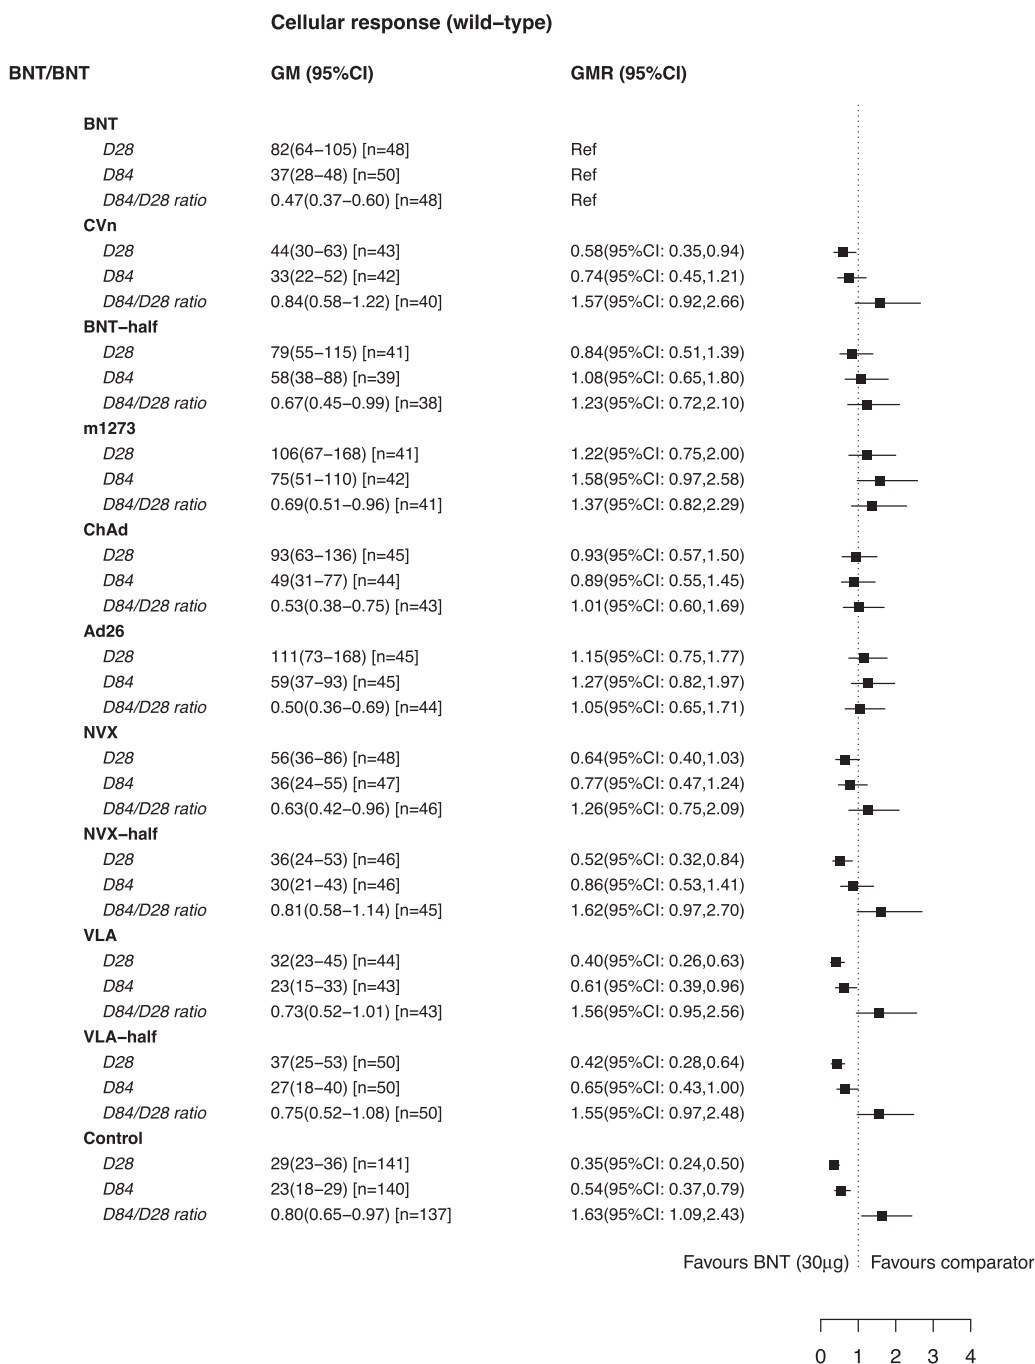 Cellular response (wild−type)
BNT/BNT GM (95%CI) GMR (95%CI)
BNT
D28 82(64−105) [n=48] Ref
D84 37(28−48) [n=50] Ref
D84/D28 ratio 0.47(0.37−0.60) [n=48] Ref
CVn
D28 44(30−63) [n=43] 0.58(95%CI: 0.35,0.94)
D84 33(22−52) [n=42] 0.74(95%CI: 0.45,1.21)
D84/D28 ratio 0.84(0.58−1.22) [n=40] 1.57(95%CI: 0.92,2.66)
BNT−half
D28 79(55−115) [n=41] 0.84(95%CI: 0.51,1.39)
D84 58(38−88) [n=39] 1.08(95%CI: 0.65,1.80)
D84/D28 ratio 0.67(0.45−0.99) [n=38] 1.23(95%CI: 0.72,2.10)
m1273
D28 106(67−168) [n=41] 1.22(95%CI: 0.75,2.00)
D84 75(51−110) [n=42] 1.58(95%CI: 0.97,2.58)
D84/D28 ratio 0.69(0.51−0.96) [n=41] 1.37(95%CI: 0.82,2.29)
ChAd
D28 93(63−136) [n=45] 0.93(95%CI: 0.57,1.50)
D84 49(31−77) [n=44] 0.89(95%CI: 0.55,1.45)
D84/D28 ratio 0.53(0.38−0.75) [n=43] 1.01(95%CI: 0.60,1.69)
Ad26
D28 111(73−168) [n=45] 1.15(95%CI: 0.75,1.77)
D84 59(37−93) [n=45] 1.27(95%CI: 0.82,1.97)
D84/D28 ratio 0.50(0.36−0.69) [n=44] 1.05(95%CI: 0.65,1.71)
NVX
D28 56(36−86) [n=48] 0.64(95%CI: 0.40,1.03)
D84 36(24−55) [n=47] 0.77(95%CI: 0.47,1.24)
D84/D28 ratio 0.63(0.42−0.96) [n=46] 1.26(95%CI: 0.75,2.09)
NVX−half
D28 36(24−53) [n=46] 0.52(95%CI: 0.32,0.84)
D84 30(21−43) [n=46] 0.86(95%CI: 0.53,1.41)
D84/D28 ratio 0.81(0.58−1.14) [n=45] 1.62(95%CI: 0.97,2.70)
VLA
D28 32(23−45) [n=44] 0.40(95%CI: 0.26,0.63)
D84 23(15−33) [n=43] 0.61(95%CI: 0.39,0.96)
D84/D28 ratio 0.73(0.52−1.01) [n=43] 1.56(95%CI: 0.95,2.56)
VLA−half
D28 37(25−53) [n=50] 0.42(95%CI: 0.28,0.64)
D84 27(18−40) [n=50] 0.65(95%CI: 0.43,1.00)
D84/D28 ratio 0.75(0.52−1.08) [n=50] 1.55(95%CI: 0.97,2.48)
Control
D28 29(23−36) [n=141] 0.35(95%CI: 0.24,0.50)
D84 23(18−29) [n=140] 0.54(95%CI: 0.37,0.79)
D84/D28 ratio 0.80(0.65−0.97) [n=137] 1.63(95%CI: 1.09,2.43)
Favours BNT (30μg) Favours comparator
0 1 2 3 4